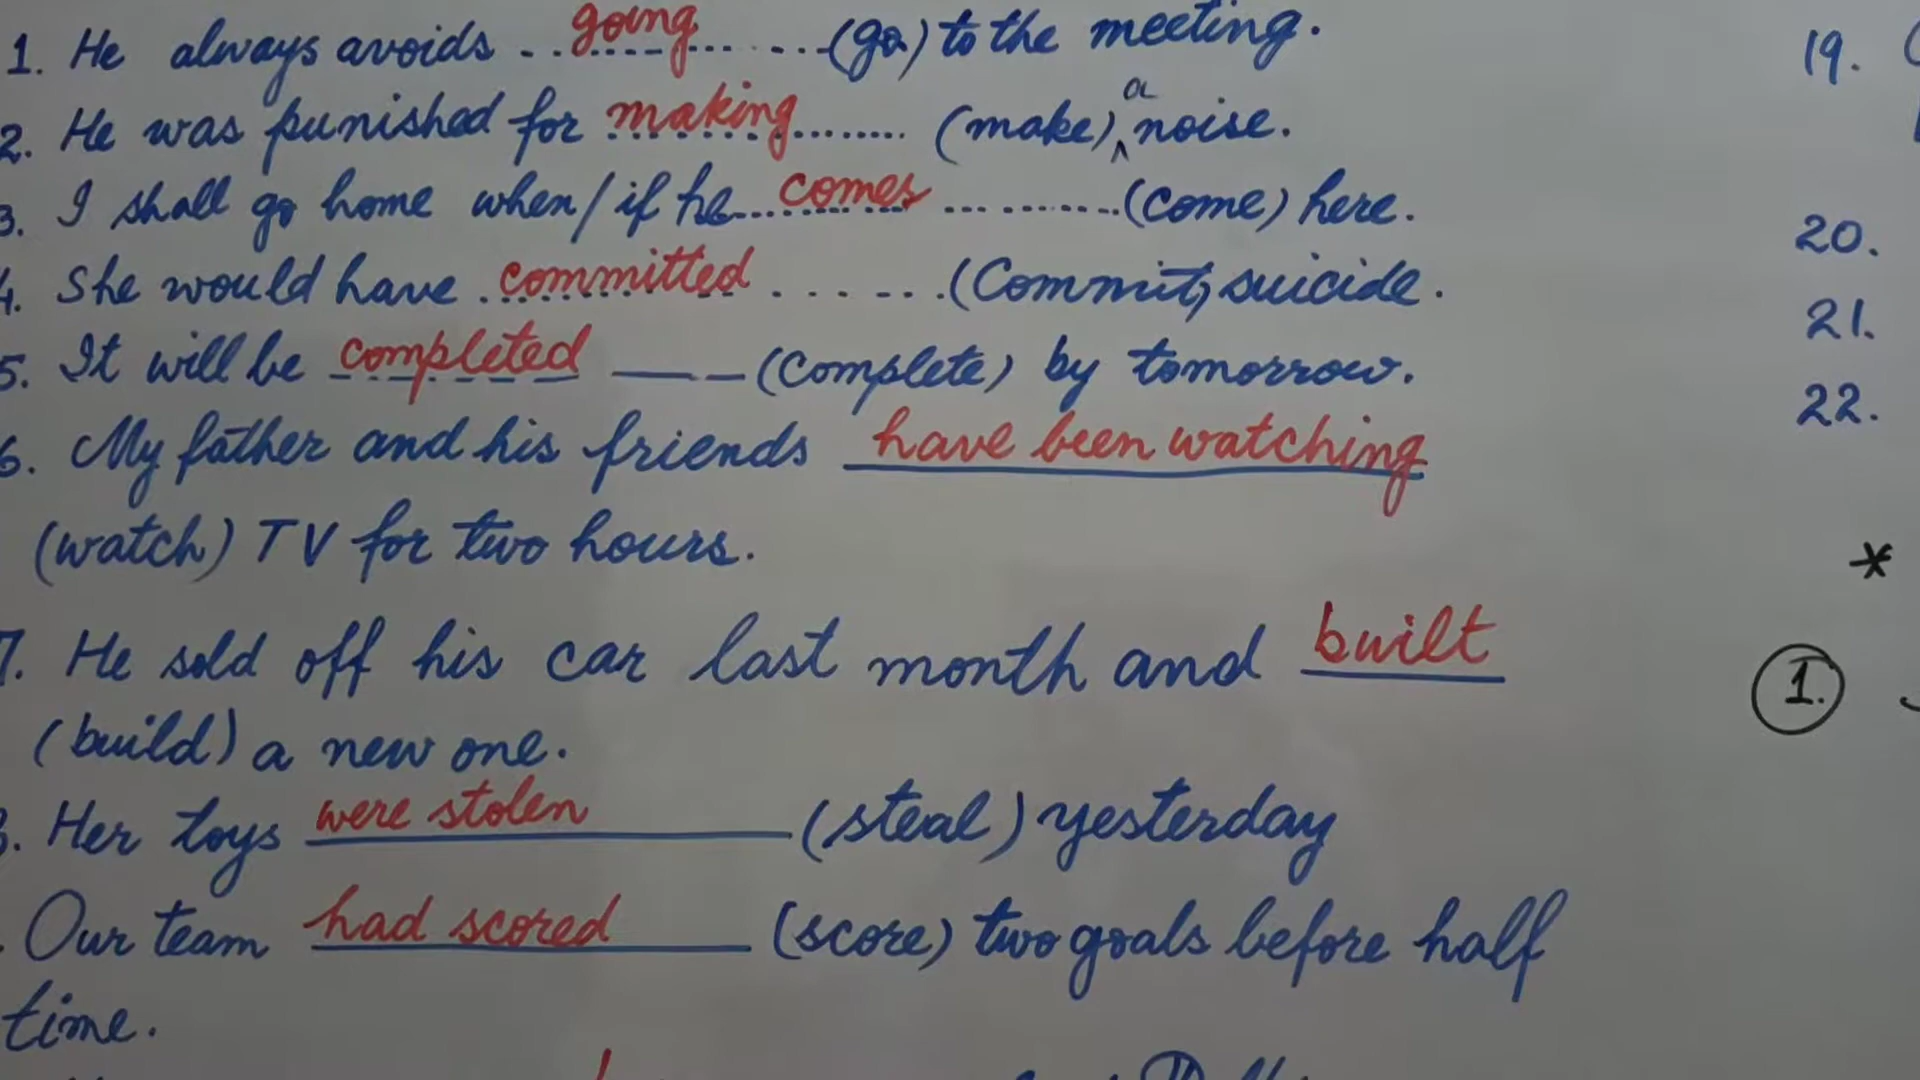 1. He always avoids .. going ... ...(go) to the meeting.
2. He was punished for making ....... (make) a noise.
3. I shall go home when/if he... comes ... .......(come) here.
4. She would have committed . . . - - - .(Commit) suicide.
5. It will be completed (Complete) by tomorrow.
6. My father and his friends have been watching
(watch) TV for two hours.
7. He sold off his car last month and built
(build) a new one.
8. Her toys were stolen (steal) yesterday
. Our team had scored (score) two goals before half
time.
19.
20.
21.
22.
*
1.